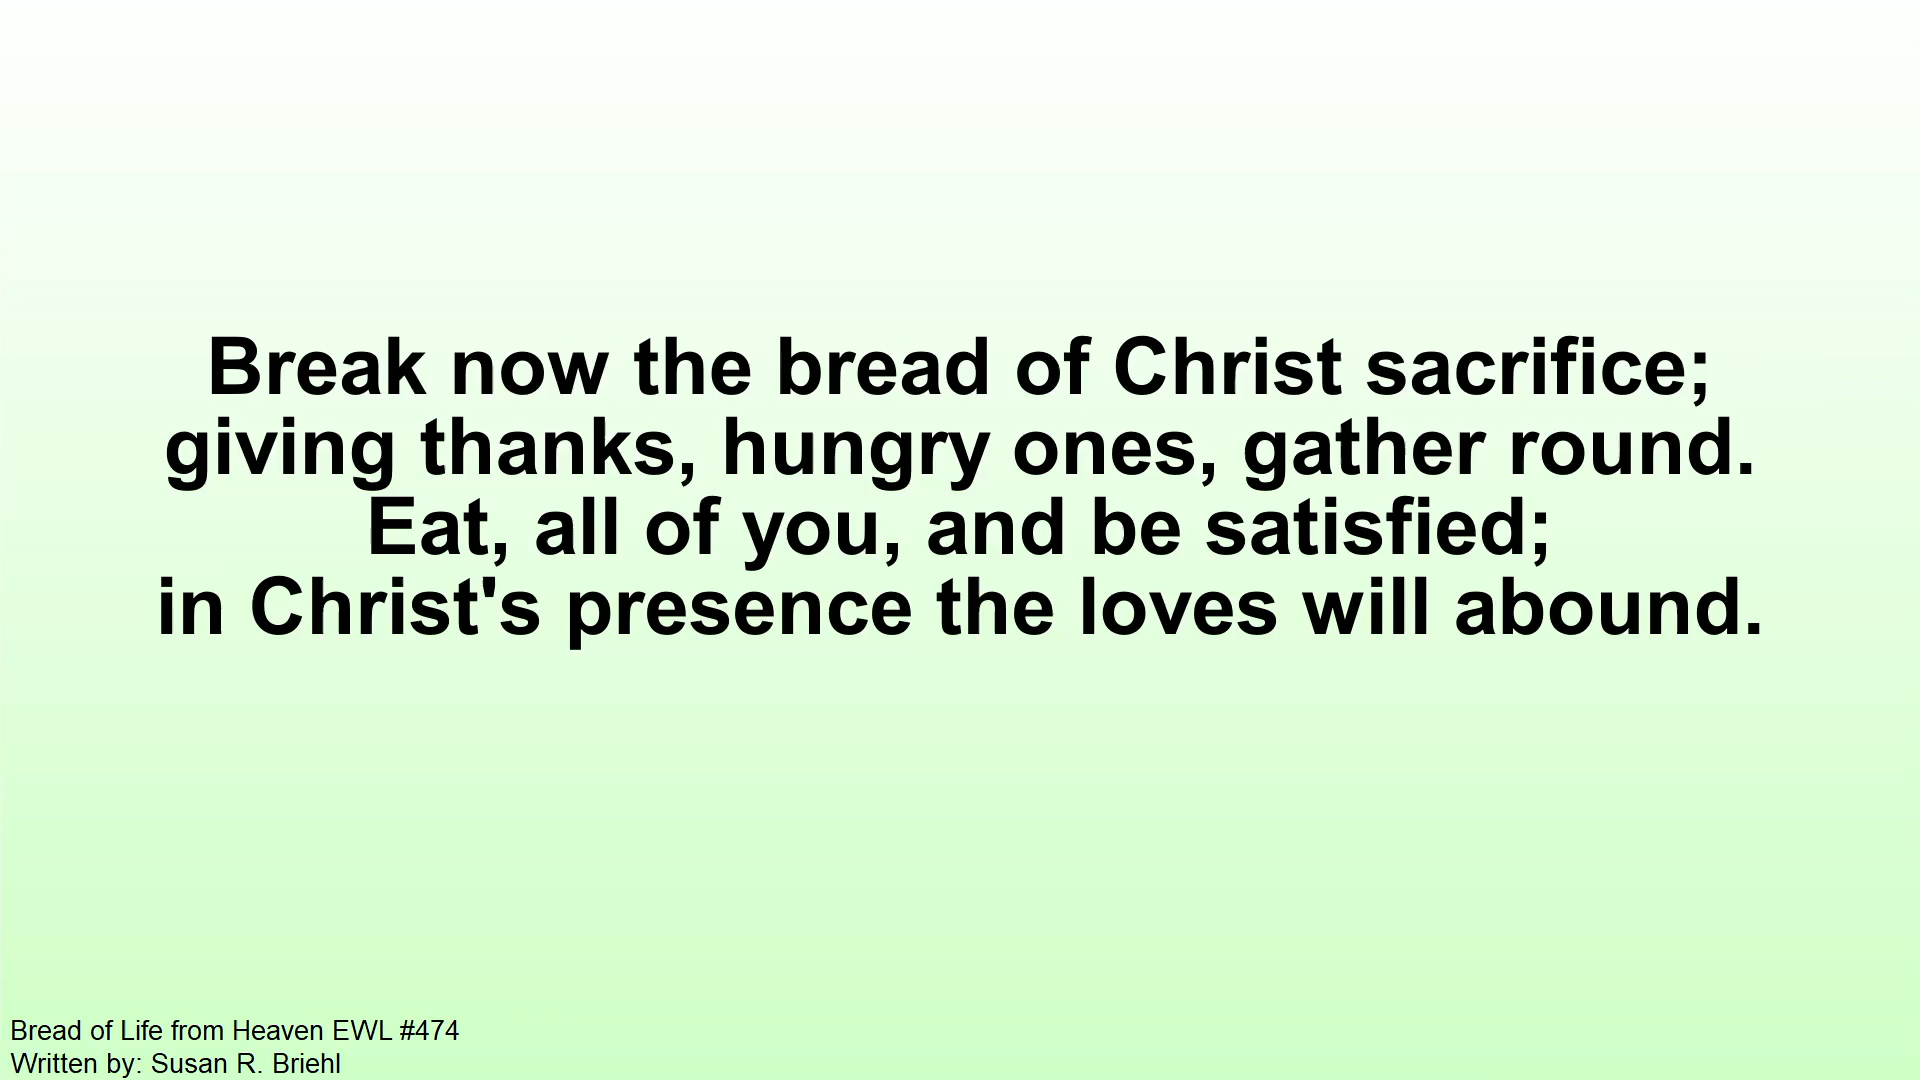 Break now the bread of Christ sacrifice;
giving thanks, hungry ones, gather round.
Eat, all of you, and be satisfied;
in Christ's presence the loves will abound.
Bread of Life from Heaven EWL #474
Written by: Susan R. Briehl